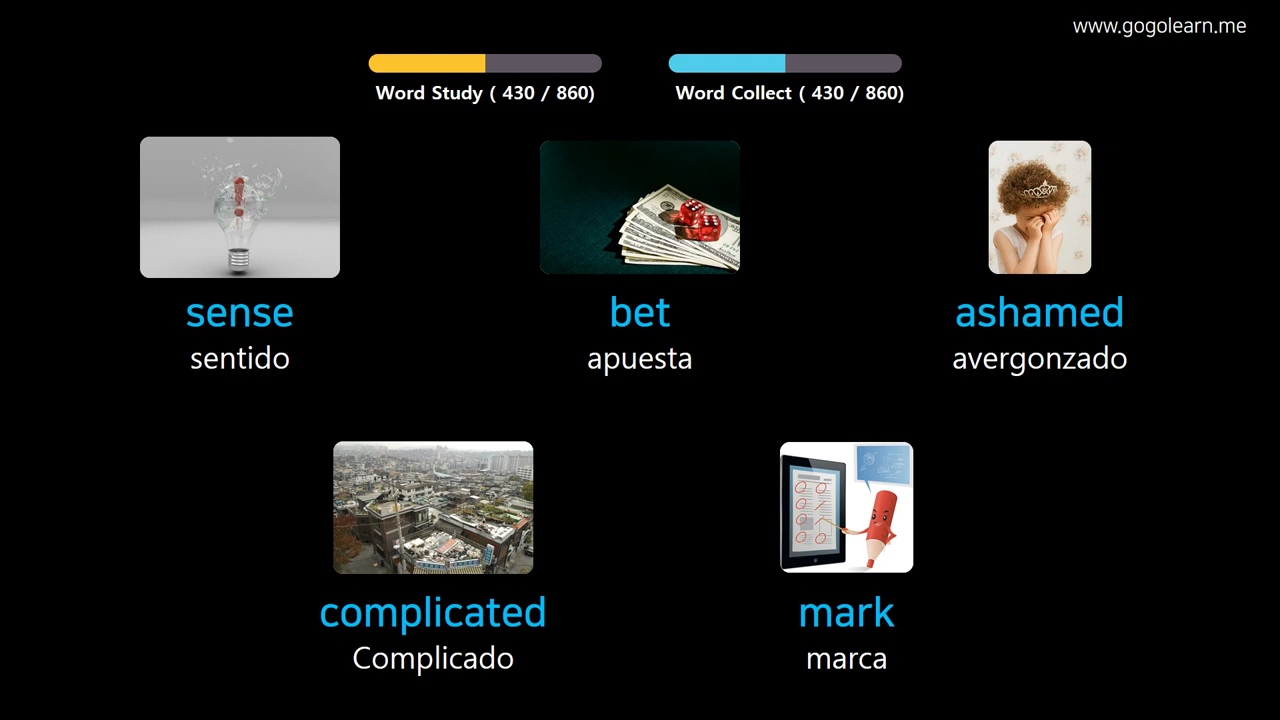 www.gogolearn.me
Word Study ( 430 / 860)
Word Collect ( 430 / 860)
sense
sentido
bet
apuesta
ashamed
avergonzado
complicated
Complicado
mark
marca